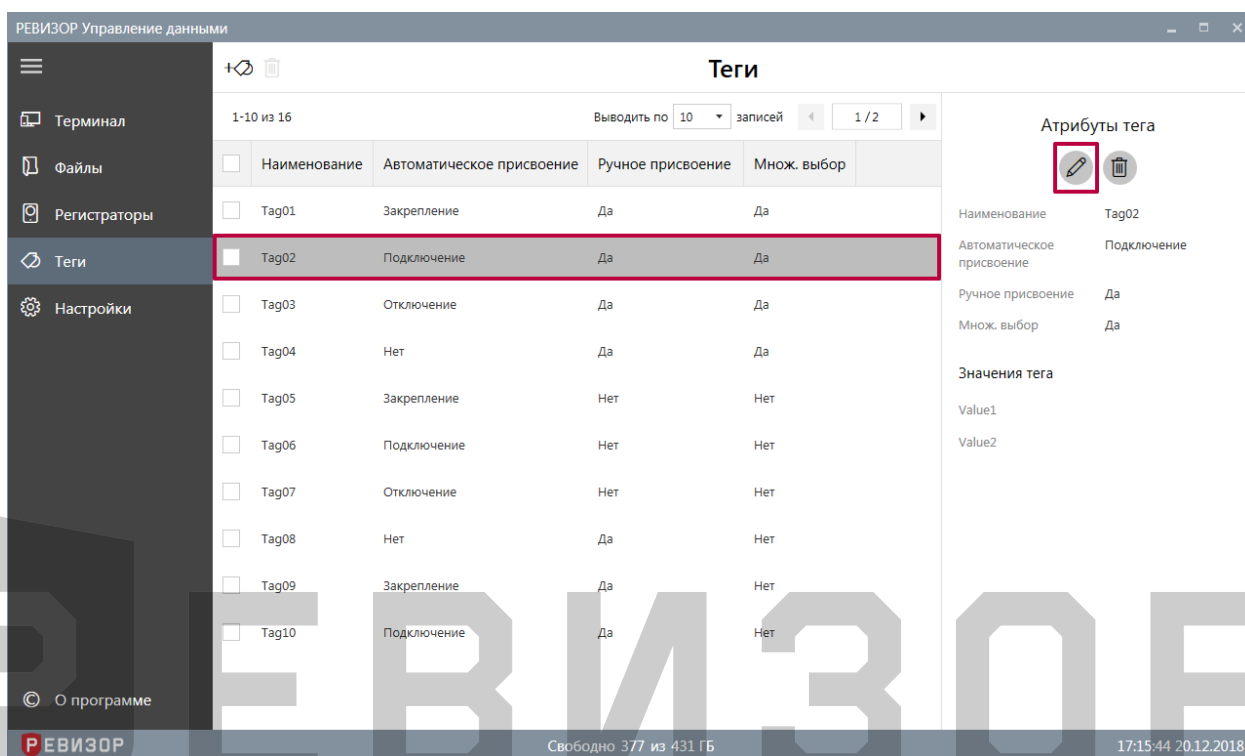 РЕВИЗОР Управление данными
Теги
Терминал
Файлы
Регистраторы
Теги
Настройки
© О программе
1-10 из 16
Выводить по 10 записей 1 / 2
Наименование Автоматическое присвоение Ручное присвоение Множ. выбор
Tag01 Закрепление Да Да
Tag02 Подключение Да Да
Tag03 Отключение Да Да
Tag04 Нет Да Да
Tag05 Закрепление Нет Нет
Tag06 Подключение Нет Нет
Tag07 Отключение Нет Нет
Tag08 Нет Да Нет
Tag09 Закрепление Да Нет
Tag10 Подключение Да Нет
Атрибуты тега
Наименование Tag02
Автоматическое Подключение
присвоение
Ручное присвоение Да
Множ. выбор Да
Значения тега
Value1
Value2
РЕВИЗОР
РЕВИЗОР
Свободно 377 из 431 ГБ
17:15:44 20.12.2018